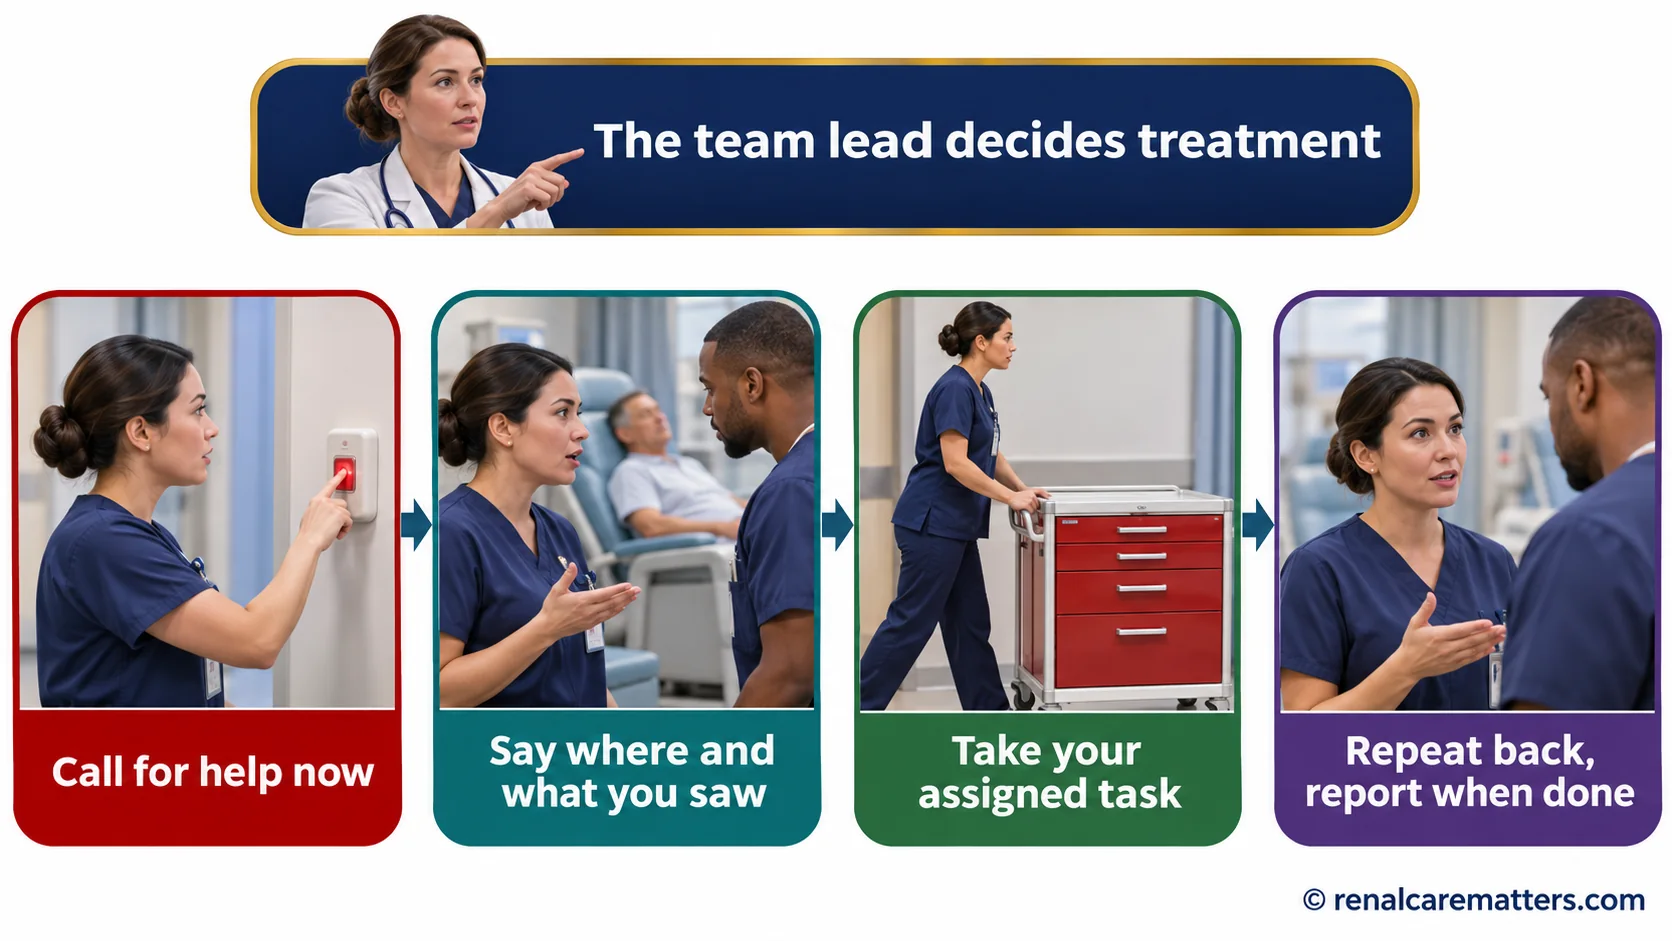 The team lead decides treatment
Call for help now
Say where and
what you saw
Take your
assigned task
Repeat back,
report when done
© renalcarematters.com